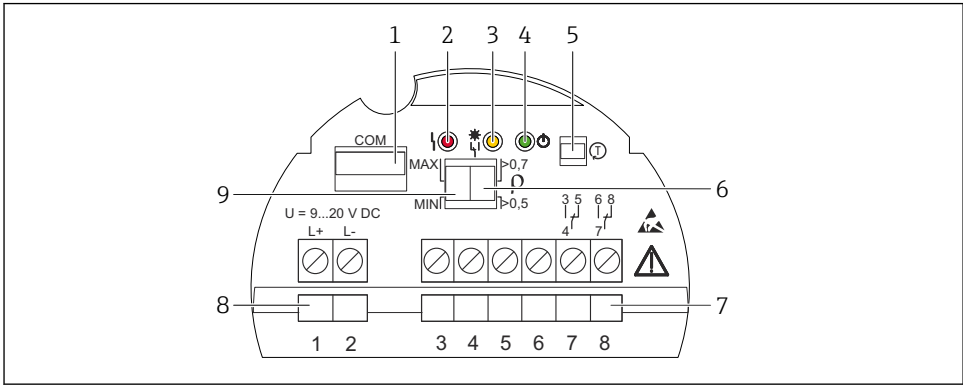 1 2 3 4 5
COM
MAX >0,7
MIN >0,5
ρ
T
9 6
U = 9...20 V DC
L+ L-
3 5 6 8
4 7
8 7
1 2 3 4 5 6 7 8